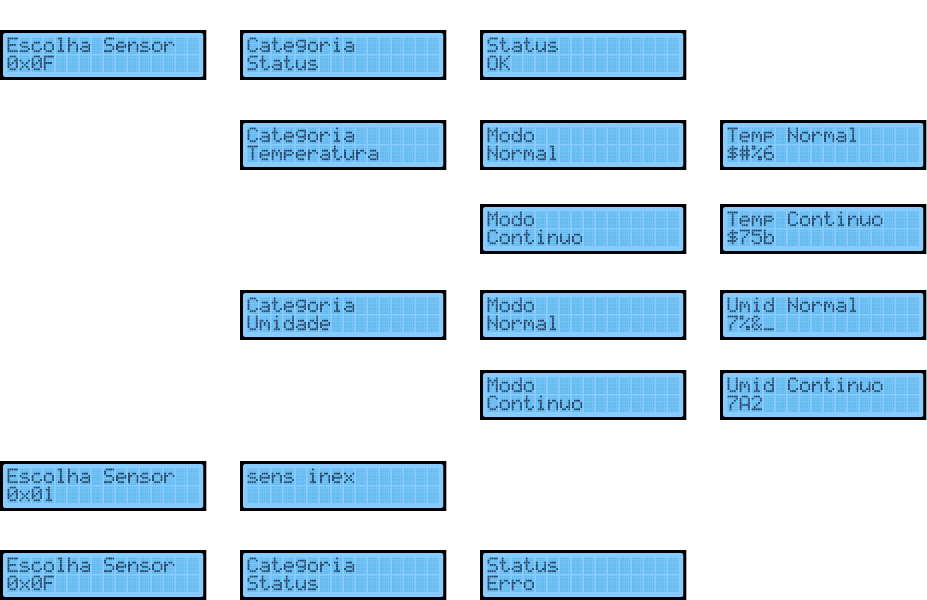 Escolha Sensor
0x0F
Categoria
Status
Status
OK
Categoria
Temperatura
Modo
Normal
Temp Normal
$#%6
Modo
Continuo
Temp Continuo
$75b
Categoria
Umidade
Modo
Normal
Umid Normal
7%&_
Modo
Continuo
Umid Continuo
7A2
Escolha Sensor
0x01
sens inex
Escolha Sensor
0x0F
Categoria
Status
Status
Erro